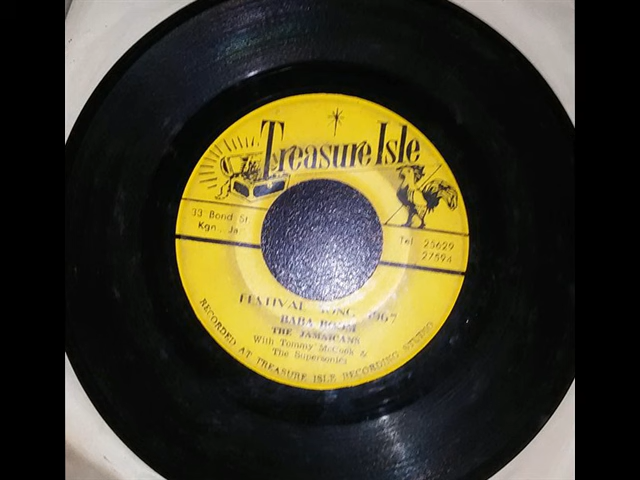 Treasure Isle
33 Bond St.
Kgn., Ja.
Tel. 25629
27594
FESTIVAL SONG 1967
BABA BOOM
THE JAMAICANS
With Tommy McCook &
The Supersonics
RECORDED AT TREASURE ISLE RECORDING STUDIO